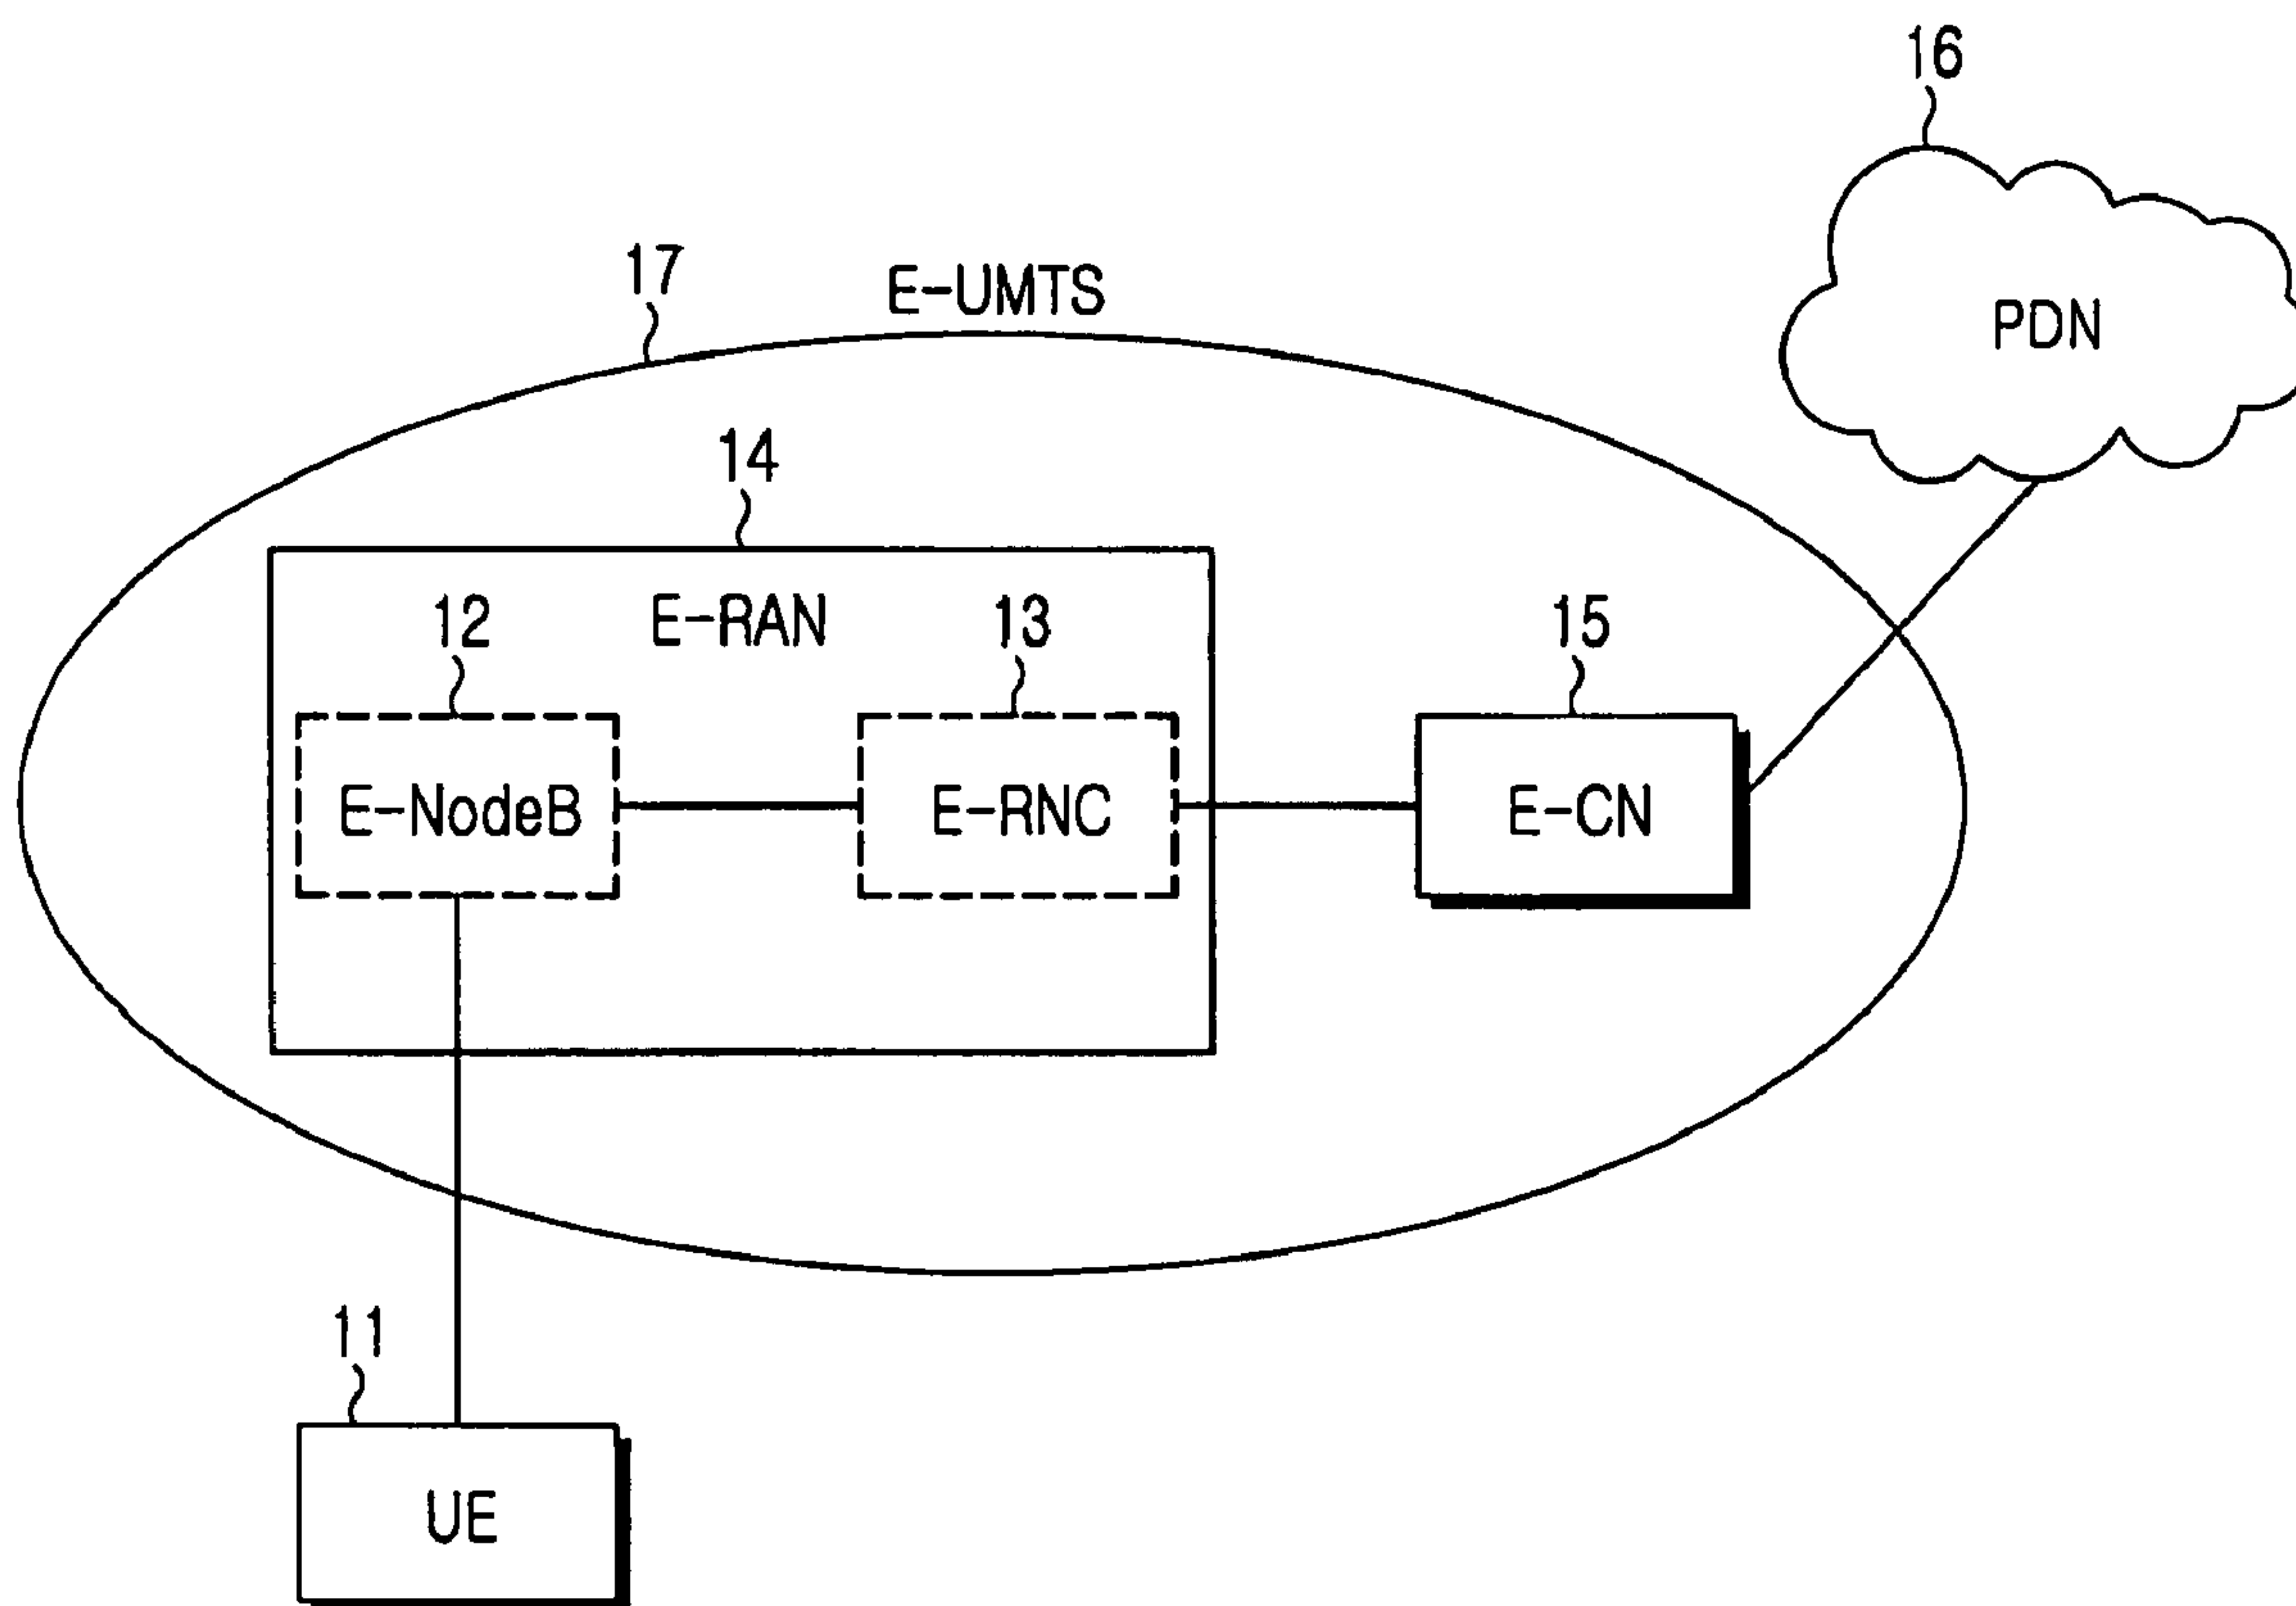 16
17
E-UMTS
PDN
14
12
E-RAN
13
15
E-NodeB
E-RNC
E-CN
11
UE